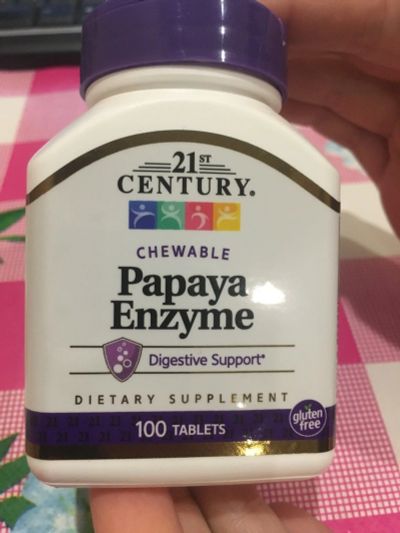 21ST
CENTURY.
CHEWABLE
Papaya
Enzyme
Digestive Support*
DIETARY SUPPLEMENT
100 TABLETS
gluten
free